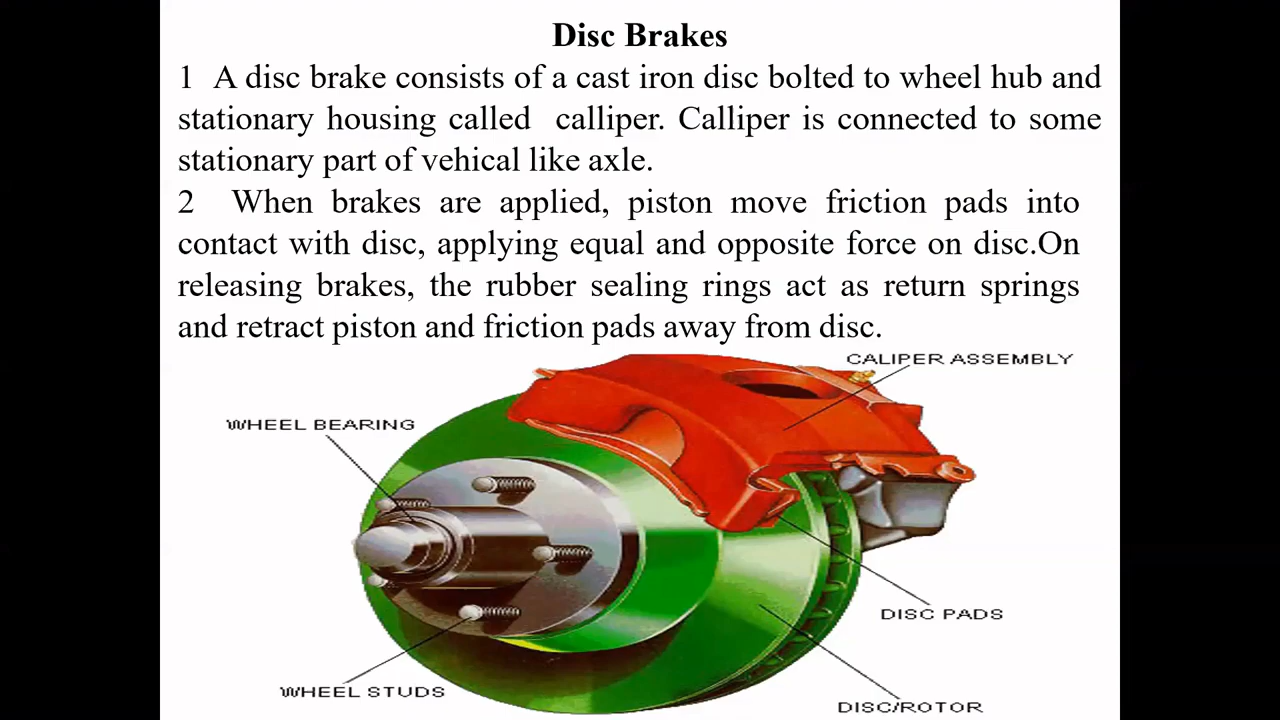 Disc Brakes
1 A disc brake consists of a cast iron disc bolted to wheel hub and
stationary housing called calliper. Calliper is connected to some
stationary part of vehical like axle.
2 When brakes are applied, piston move friction pads into
contact with disc, applying equal and opposite force on disc.On
releasing brakes, the rubber sealing rings act as return springs
and retract piston and friction pads away from disc.
CALIPER ASSEMBLY
WHEEL BEARING
DISC PADS
WHEEL STUDS
DISC/ROTOR